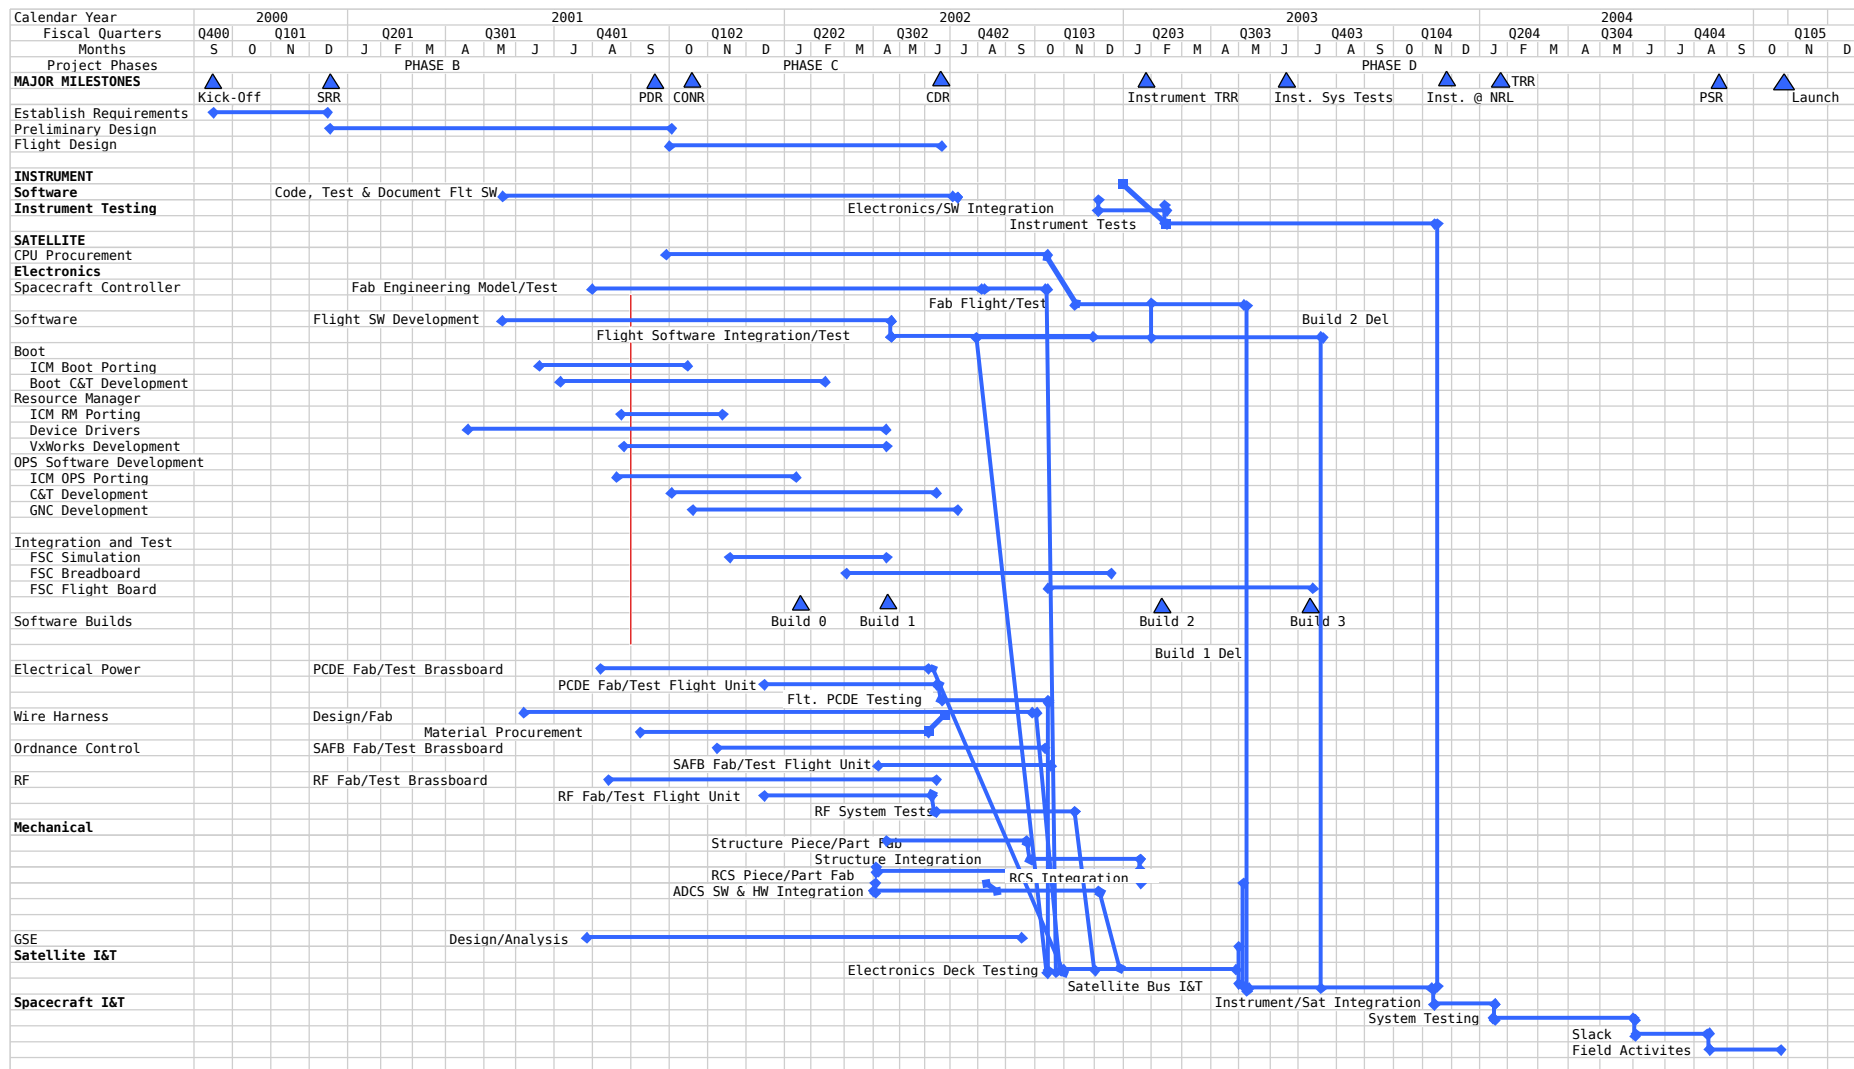 Calendar Year 2000 2001 2002 2003 2004
Fiscal Quarters Q400 Q101 Q201 Q301 Q401 Q102 Q202 Q302 Q402 Q103 Q203 Q303 Q403 Q104 Q204 Q304 Q404 Q105
Months S O N D J F M A M J J A S O N D J F M A M J J A S O N D J F M A M J J A S O N D J F M A M J J A S O N D
Project Phases PHASE B PHASE C PHASE D
MAJOR MILESTONES TRR
Kick-Off SRR PDR CONR CDR Instrument TRR Inst. Sys Tests Inst. @ NRL PSR Launch
Establish Requirements
Preliminary Design
Flight Design
INSTRUMENT
Software Code, Test & Document Flt SW
Instrument Testing Electronics/SW Integration
Instrument Tests
SATELLITE
CPU Procurement
Electronics
Spacecraft Controller Fab Engineering Model/Test
Fab Flight/Test
Software Flight SW Development Build 2 Del
Flight Software Integration/Test
Boot
ICM Boot Porting
Boot C&T Development
Resource Manager
ICM RM Porting
Device Drivers
VxWorks Development
OPS Software Development
ICM OPS Porting
C&T Development
GNC Development
Integration and Test
FSC Simulation
FSC Breadboard
FSC Flight Board
Software Builds Build 0 Build 1 Build 2 Build 3
Build 1 Del
Electrical Power PCDE Fab/Test Brassboard
PCDE Fab/Test Flight Unit
Flt. PCDE Testing
Wire Harness Design/Fab
Material Procurement
Ordnance Control SAFB Fab/Test Brassboard
SAFB Fab/Test Flight Unit
RF RF Fab/Test Brassboard
RF Fab/Test Flight Unit
RF System Tests
Mechanical
Structure Piece/Part Fab
Structure Integration
RCS Piece/Part Fab RCS Integration
ADCS SW & HW Integration
GSE Design/Analysis
Satellite I&T
Electronics Deck Testing
Satellite Bus I&T
Spacecraft I&T Instrument/Sat Integration
System Testing
Slack
Field Activites